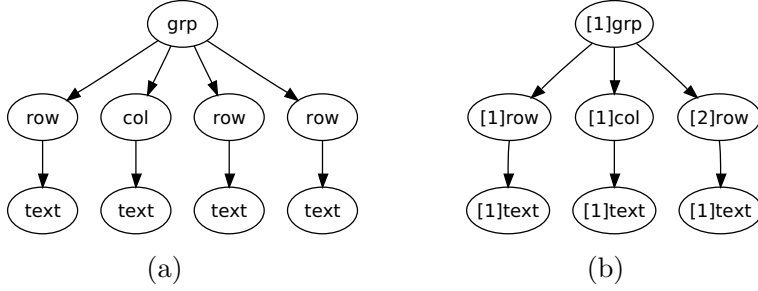 grp [1]grp
row col row row [1]row [1]col [2]row
text text text text [1]text [1]text [1]text
(a) (b)